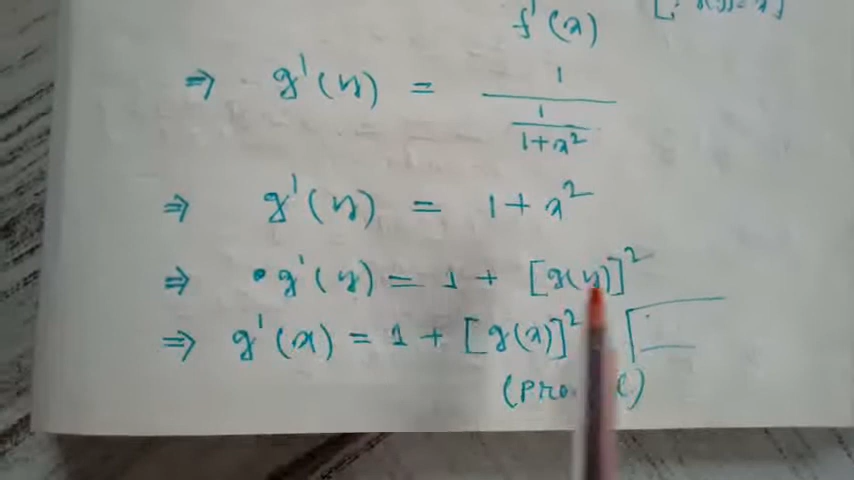 f'(x)
⇒ g'(y) = 1 / (1 / (1+x²))
⇒ g'(y) = 1+x²
⇒ g'(y) = 1 + [g(y)]²
⇒ g'(x) = 1 + [g(x)]²